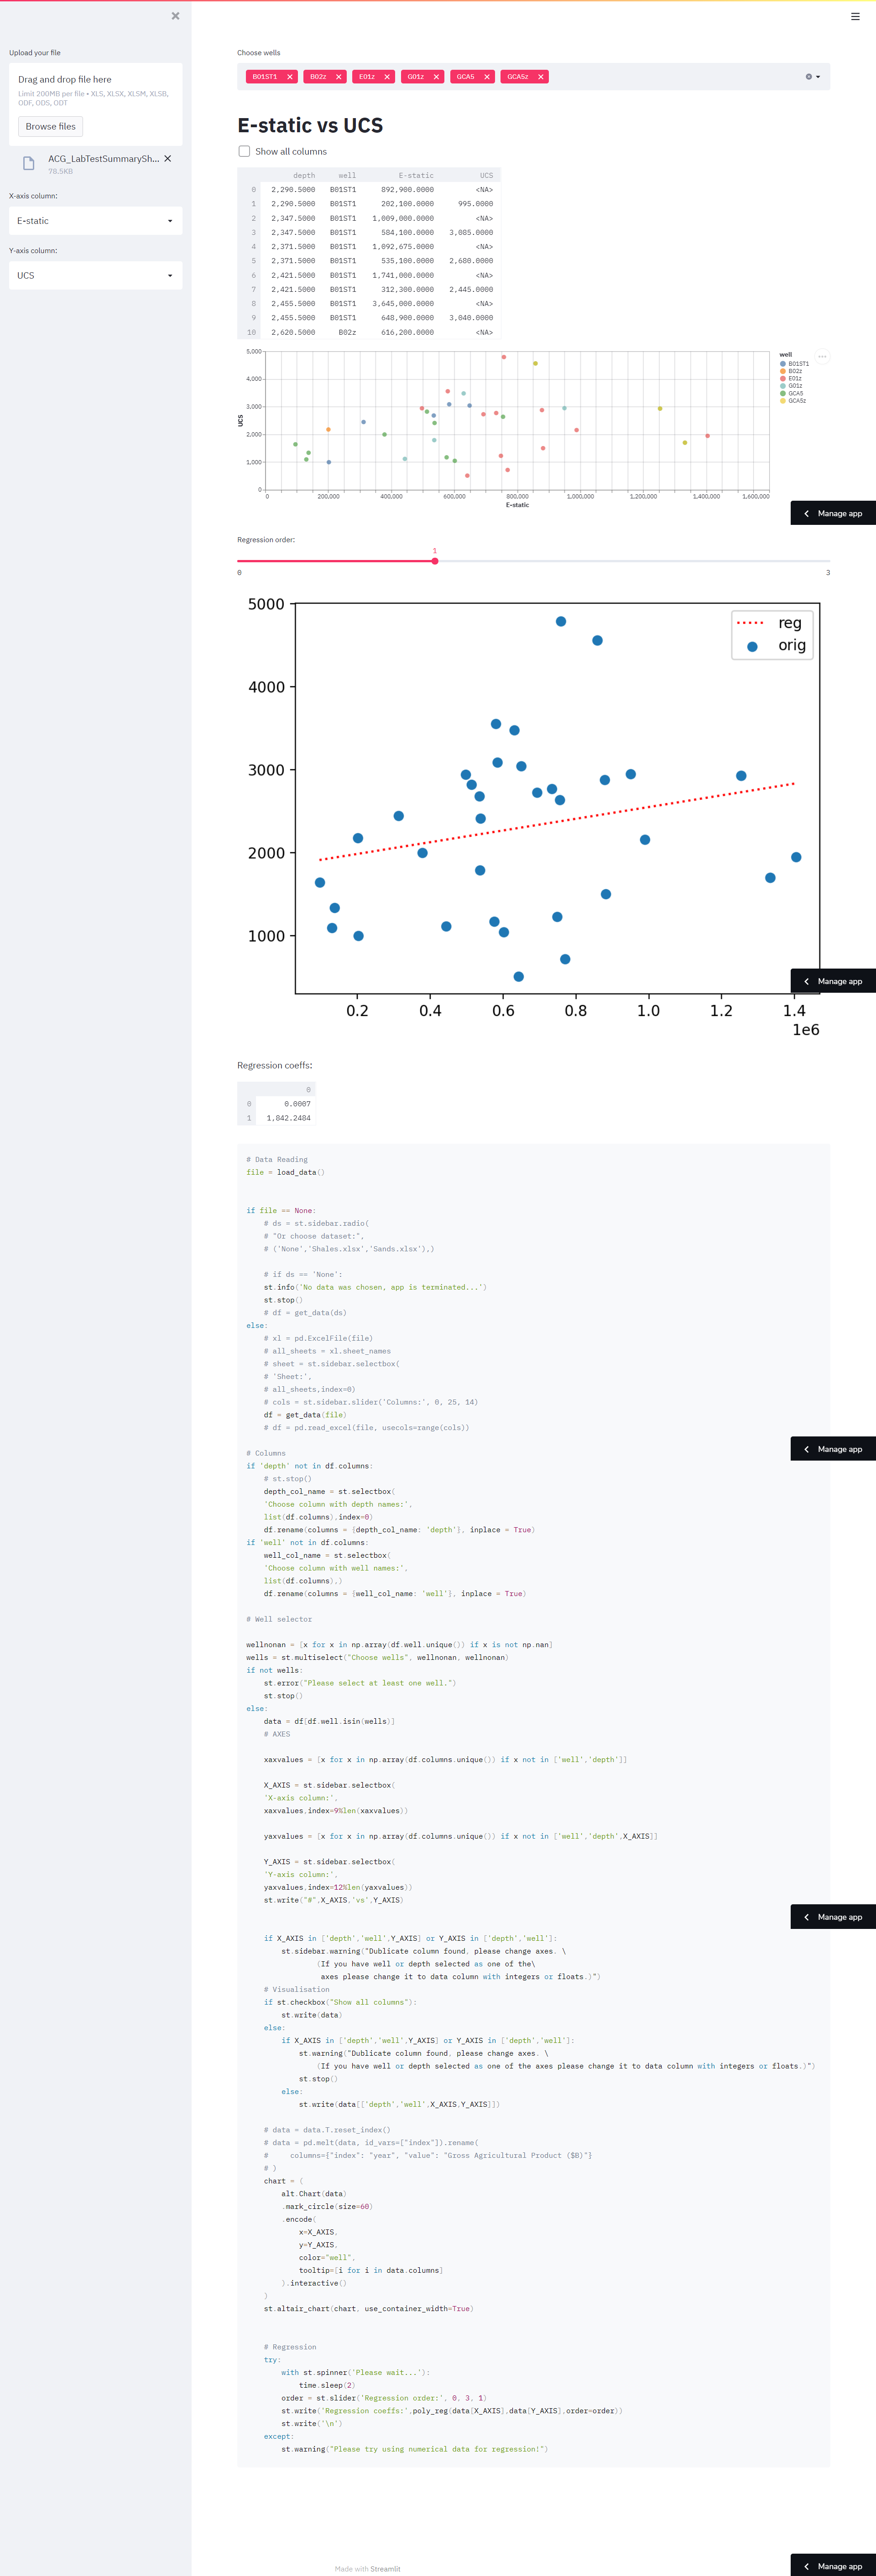 Upload your file
Drag and drop file here
Limit 200MB per file • XLS, XLSX, XLSM, XLSB,
ODF, ODS, ODT
Browse files
ACG_LabTestSummarySh...
70.5KB
X-axis column:
E-static
Y-axis column:
UCS
Choose wells
B01ST1 B02z E01z G01z GCA5 GCA5z
E-static vs UCS
Show all columns
depth well E-static UCS
0 2,290.5000 B01ST1 892,900.0000 <NA>
1 2,290.5000 B01ST1 202,100.0000 995.0000
2 2,347.5000 B01ST1 1,009,000.0000 <NA>
3 2,347.5000 B01ST1 584,100.0000 3,085.0000
4 2,371.5000 B01ST1 1,092,675.0000 <NA>
5 2,371.5000 B01ST1 535,100.0000 2,680.0000
6 2,421.5000 B01ST1 1,741,000.0000 <NA>
7 2,421.5000 B01ST1 312,300.0000 2,445.0000
8 2,455.5000 B01ST1 3,645,000.0000 <NA>
9 2,455.5000 B01ST1 648,900.0000 3,040.0000
10 2,620.5000 B02z 616,200.0000 <NA>
5,000
4,000
3,000
2,000
1,000
0
UCS
0 200,000 400,000 600,000 800,000 1,000,000 1,200,000 1,400,000 1,600,000
E-static
well
B01ST1
B02z
E01z
G01z
GCA5
GCA5z
Manage app
Regression order:
1
0 3
5000
4000
3000
2000
1000
reg
orig
0.2 0.4 0.6 0.8 1.0 1.2 1.4
1e6
Manage app
Regression coeffs:
0
0 0.0007
1 1,842.2484
# Data Reading
file = load_data()
if file == None:
# ds = st.sidebar.radio(
# "Or choose dataset:",
# ('None','Shales.xlsx','Sands.xlsx'),)
# if ds == 'None':
st.info('No data was chosen, app is terminated...')
st.stop()
# df = get_data(ds)
else:
# xl = pd.ExcelFile(file)
# all_sheets = xl.sheet_names
# sheet = st.sidebar.selectbox(
# 'Sheet:',
# all_sheets,index=0)
# cols = st.sidebar.slider('Columns:', 0, 25, 14)
df = get_data(file)
# df = pd.read_excel(file, usecols=range(cols))
Manage app
# Columns
if 'depth' not in df.columns:
# st.stop()
depth_col_name = st.selectbox(
'Choose column with depth names:',
list(df.columns),index=0)
df.rename(columns = {depth_col_name: 'depth'}, inplace = True)
if 'well' not in df.columns:
well_col_name = st.selectbox(
'Choose column with well names:',
list(df.columns),)
df.rename(columns = {well_col_name: 'well'}, inplace = True)
# Well selector
wellnonan = [x for x in np.array(df.well.unique()) if x is not np.nan]
wells = st.multiselect("Choose wells", wellnonan, wellnonan)
if not wells:
st.error("Please select at least one well.")
st.stop()
else:
data = df[df.well.isin(wells)]
# AXES
xaxvalues = [x for x in np.array(df.columns.unique()) if x not in ['well','depth']]
X_AXIS = st.sidebar.selectbox(
'X-axis column:',
xaxvalues,index=9%len(xaxvalues))
yaxvalues = [x for x in np.array(df.columns.unique()) if x not in ['well','depth',X_AXIS]]
Y_AXIS = st.sidebar.selectbox(
'Y-axis column:',
yaxvalues,index=12%len(yaxvalues))
st.write("#",X_AXIS,'vs',Y_AXIS)
Manage app
if X_AXIS in ['depth','well',Y_AXIS] or Y_AXIS in ['depth','well']:
st.sidebar.warning("Dublicate column found, please change axes. \
(If you have well or depth selected as one of the\
axes please change it to data column with integers or floats.)")
# Visualisation
if st.checkbox("Show all columns"):
st.write(data)
else:
if X_AXIS in ['depth','well',Y_AXIS] or Y_AXIS in ['depth','well']:
st.warning("Dublicate column found, please change axes. \
(If you have well or depth selected as one of the axes please change it to data column with integers or floats.)")
st.stop()
else:
st.write(data[['depth','well',X_AXIS,Y_AXIS]])
# data = data.T.reset_index()
# data = pd.melt(data, id_vars=["index"]).rename(
# columns={"index": "year", "value": "Gross Agricultural Product ($B)"}
# )
chart = (
alt.Chart(data)
.mark_circle(size=60)
.encode(
x=X_AXIS,
y=Y_AXIS,
color="well",
tooltip=[i for i in data.columns]
).interactive()
)
st.altair_chart(chart, use_container_width=True)
# Regression
try:
with st.spinner('Please wait...'):
time.sleep(2)
order = st.slider('Regression order:', 0, 3, 1)
st.write('Regression coeffs:',poly_reg(data[X_AXIS],data[Y_AXIS],order=order))
st.write('\n')
except:
st.warning("Please try using numerical data for regression!")
Made with Streamlit
Manage app